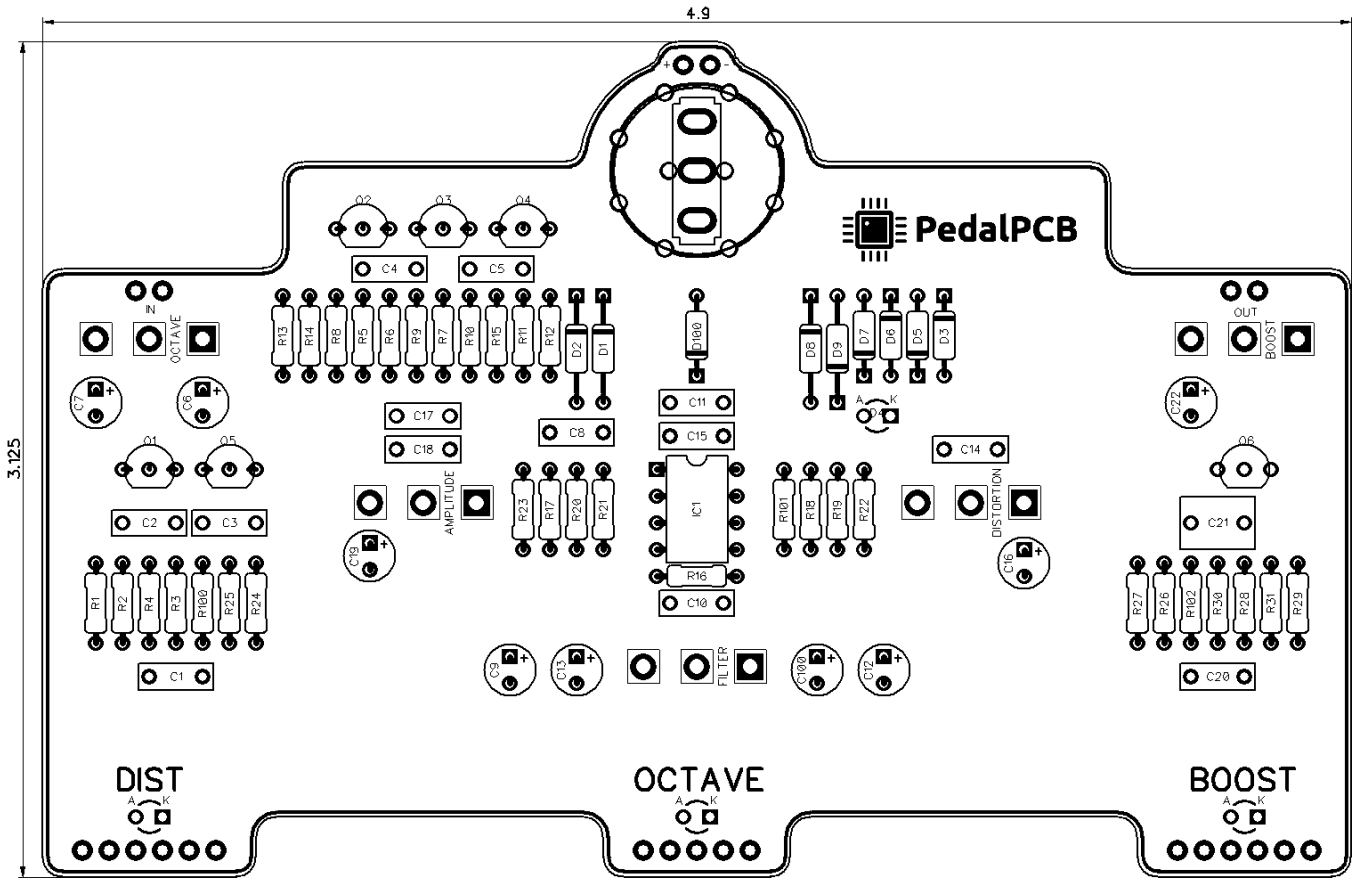 4.9
3.125
+ -
PedalPCB
Q2 Q3 Q4
C4 C5
IN
OUT
OCTAVE
BOOST
R13 R14 R8 R5 R6 R9 R7 R10 R15 R11 R12 D2 D1 D100 D8 D9 D7 D6 D5 D3
C7 + C6 +
C22 +
C17 C11
A D4 K
C18 C8 C15 C14
Q1 Q5
Q6
AMPLITUDE
DISTORTION
R23 R17 R20 R21 IC1 R101 R18 R19 R22
C2 C3
C21
C19 +
C16 +
R16
C10
R1 R2 R4 R3 R100 R25 R24
R27 R26 R102 R30 R28 R31 R29
C9 + C13 + FILTER C100 + C12 +
C1
C20
DIST OCTAVE BOOST
A K A K A K